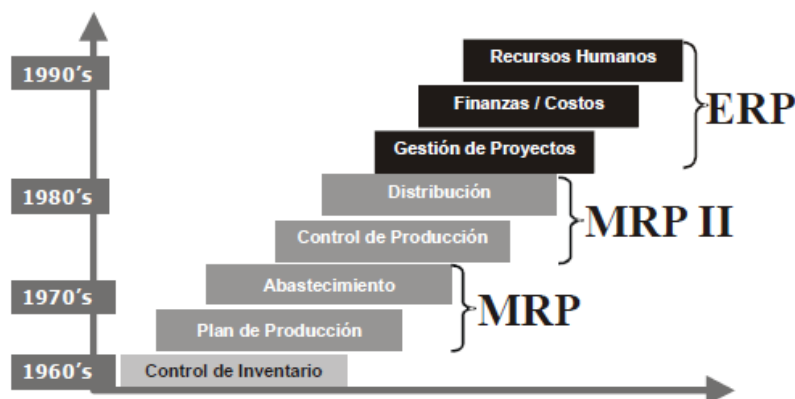 1990's
Recursos Humanos
Finanzas / Costos
ERP
Gestión de Proyectos
1980's
Distribución
MRP II
Control de Producción
1970's
Abastecimiento
MRP
Plan de Producción
1960's
Control de Inventario